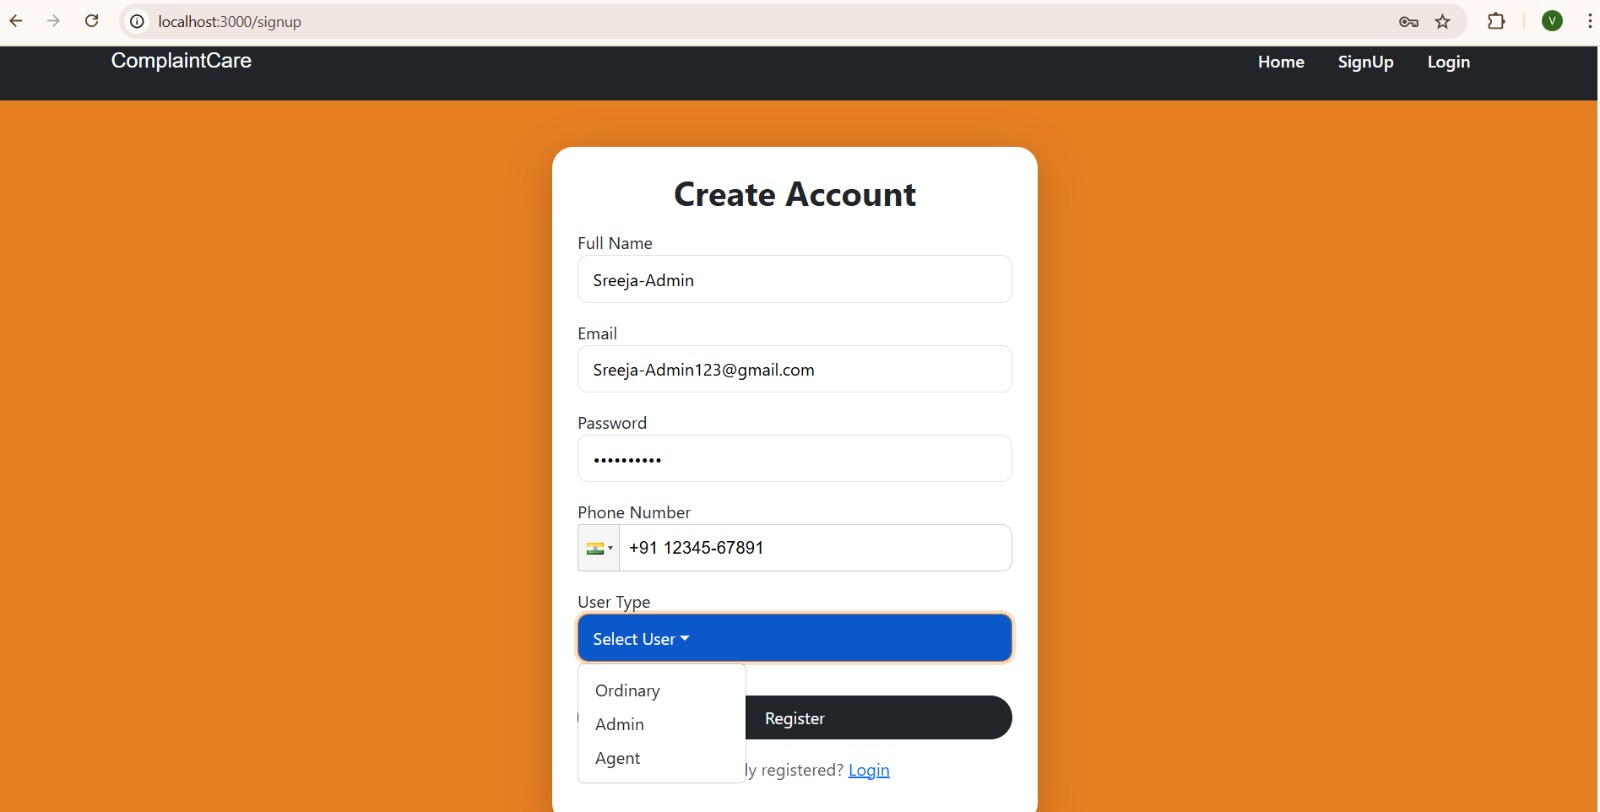 localhost:3000/signup
V
ComplaintCare
Home SignUp Login
Create Account
Full Name
Sreeja-Admin
Email
Sreeja-Admin123@gmail.com
Password
••••••••••
Phone Number
+91 12345-67891
User Type
Select User
Ordinary
Admin
Register
Agent
ly registered? Login